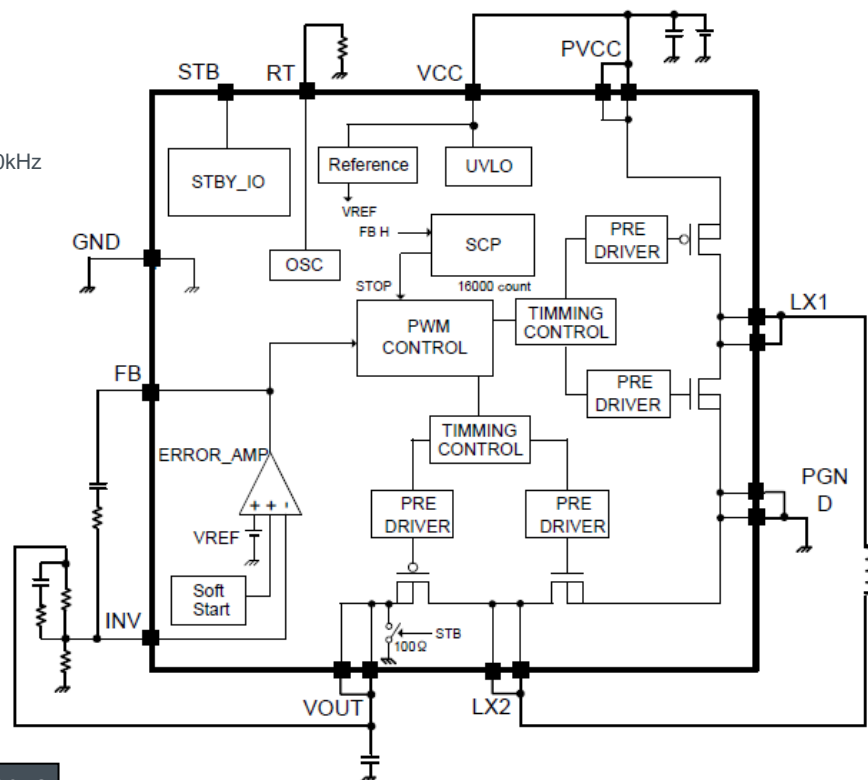 PVCC
STB
RT
VCC
0kHz
STBY_IO
Reference
UVLO
VREF
FB H
SCP
PRE
DRIVER
GND
OSC
STOP
16000 count
LX1
PWM
CONTROL
TIMMING
CONTROL
FB
PRE
DRIVER
TIMMING
CONTROL
ERROR_AMP
PGN
D
+ + -
PRE
DRIVER
PRE
DRIVER
VREF
Soft
Start
INV
STB
100Ω
VOUT
LX2